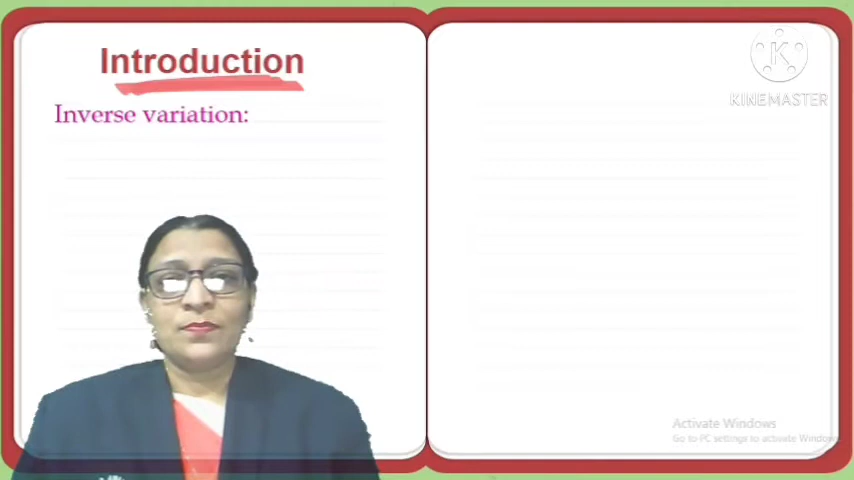 Introduction
Inverse variation:
K
KINEMASTER
Activate Windows
Go to PC settings to activate Windows